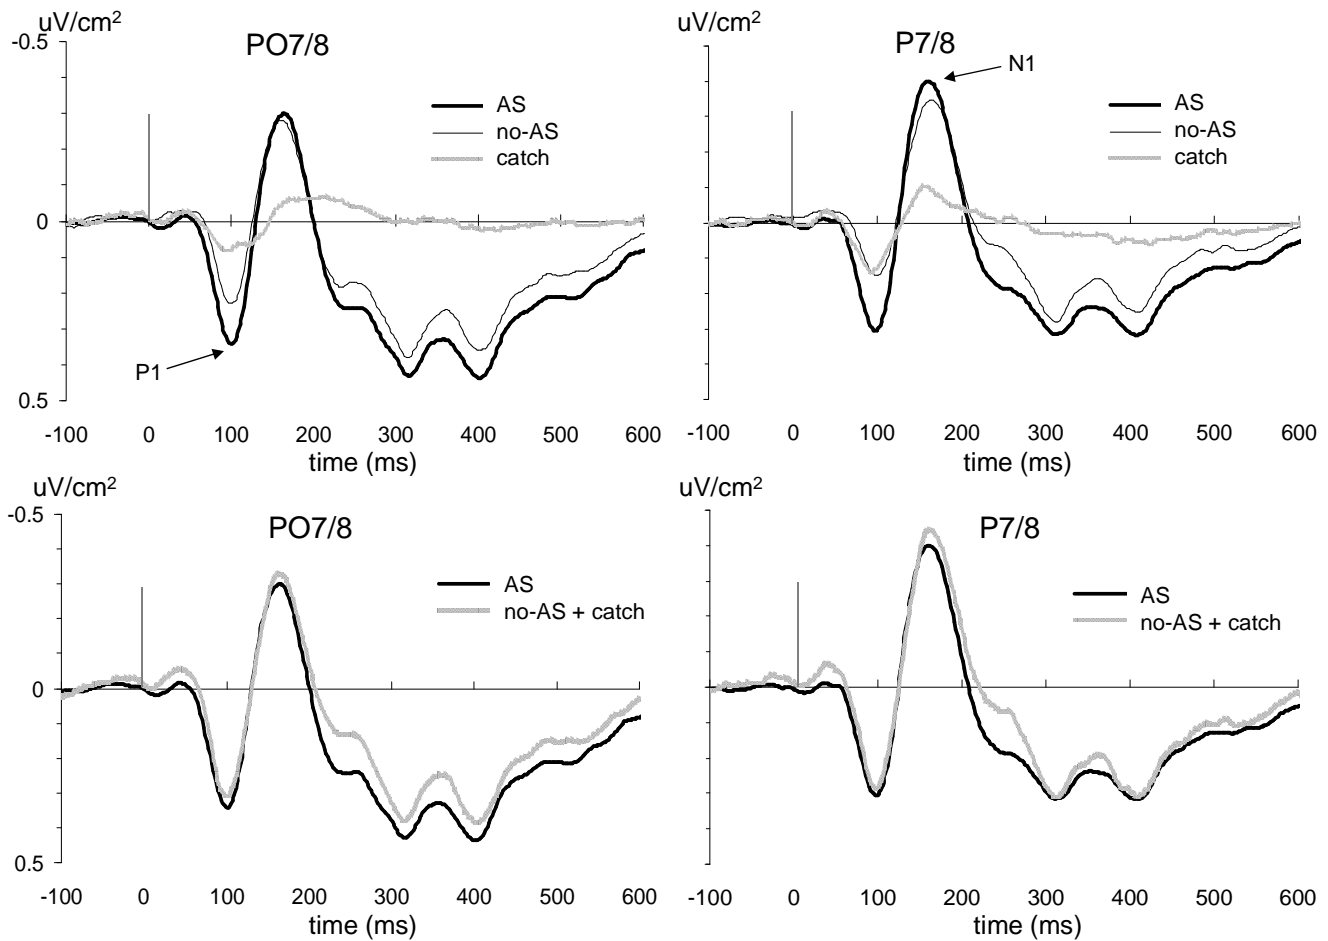 uV/cm2
PO7/8
-0.5
AS
no-AS
catch
0
P1
0.5
-100 0 100 200 300 400 500 600
time (ms)
uV/cm2
P7/8
N1
AS
no-AS
catch
-100 0 100 200 300 400 500 600
time (ms)
uV/cm2
PO7/8
-0.5
AS
no-AS + catch
0
0.5
-100 0 100 200 300 400 500 600
time (ms)
uV/cm2
P7/8
AS
no-AS + catch
-100 0 100 200 300 400 500 600
time (ms)